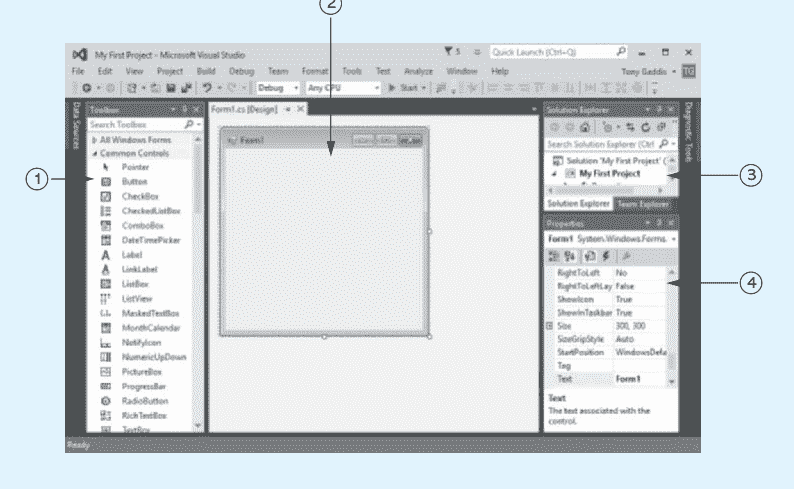 2
My First Project - Microsoft Visual Studio
5
Quick Launch (Ctrl+Q)
File Edit View Project Build Debug Team Format Tools Test Analyze Window Help
Tony Gaddis
Debug Any CPU Start
Data Sources
Toolbox
Search Toolbox
All Windows Forms
Common Controls
Pointer
Button
CheckBox
CheckedListBox
ComboBox
DateTimePicker
Label
LinkLabel
ListBox
ListView
MaskedTextBox
MonthCalendar
NotifyIcon
NumericUpDown
PictureBox
ProgressBar
RadioButton
RichTextBox
TextBox
1
Form1.cs [Design]
Form1
Solution Explorer
Search Solution Explorer (Ctrl
Solution 'My First Project' (
My First Project
Solution Explorer Team Explorer
Diagnostic Tools
3
Properties
Form1 System.Windows.Forms.
RightToLeft No
RightToLeftLay False
ShowIcon True
ShowInTaskbar True
Size 300, 300
SizeGripStyle Auto
StartPosition WindowsDefa
Tag
Text Form1
Text
The text associated with the
control.
4
Ready